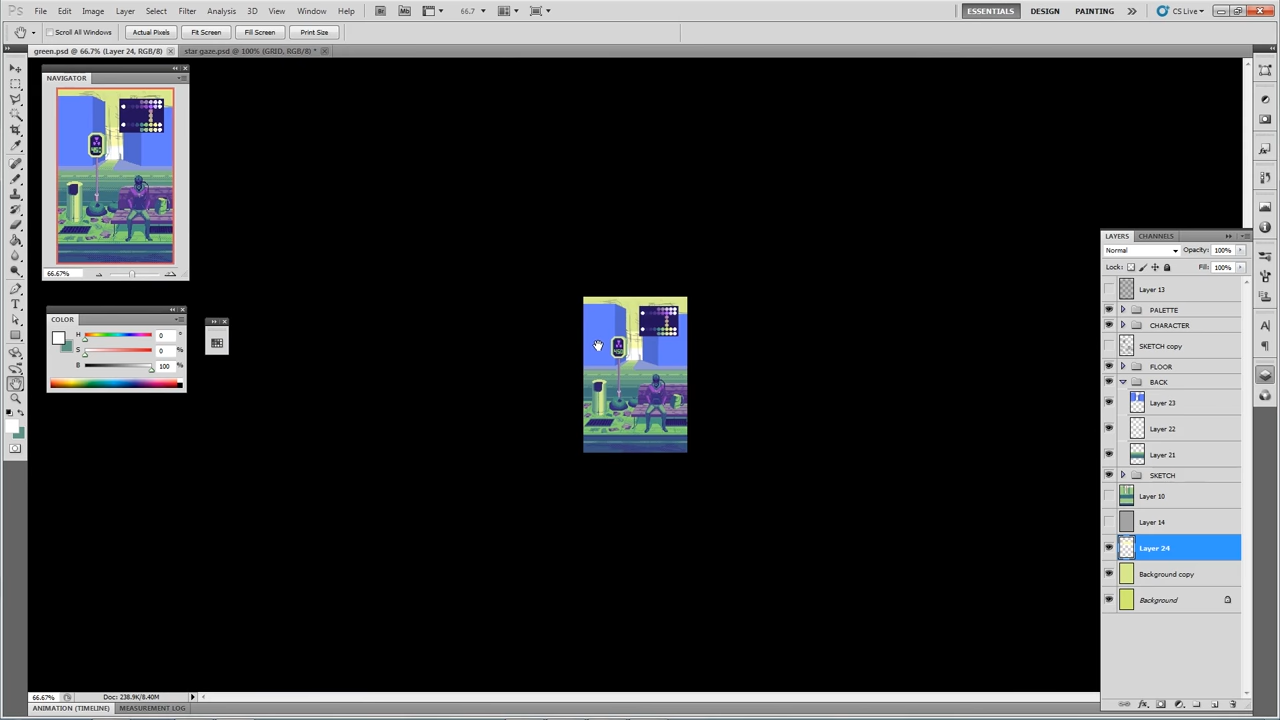 Ps File Edit Image Layer Select Filter Analysis 3D View Window Help Br Mb 66.7 ESSENTIALS DESIGN PAINTING CS Live
Scroll All Windows Actual Pixels Fit Screen Fill Screen Print Size
green.psd @ 66.7% (Layer 24, RGB/8) star gaze.psd @ 100% (GRID, RGB/8) *
NAVIGATOR
66.67%
COLOR
H 0 °
S 0 %
B 100 %
LAYERS CHANNELS
Normal Opacity: 100%
Lock: Fill: 100%
Layer 13
PALETTE
CHARACTER
SKETCH copy
FLOOR
BACK
Layer 23
Layer 22
Layer 21
SKETCH
Layer 10
Layer 14
Layer 24
Background copy
Background
66.67% Doc: 238.9K/8.40M
ANIMATION (TIMELINE) MEASUREMENT LOG